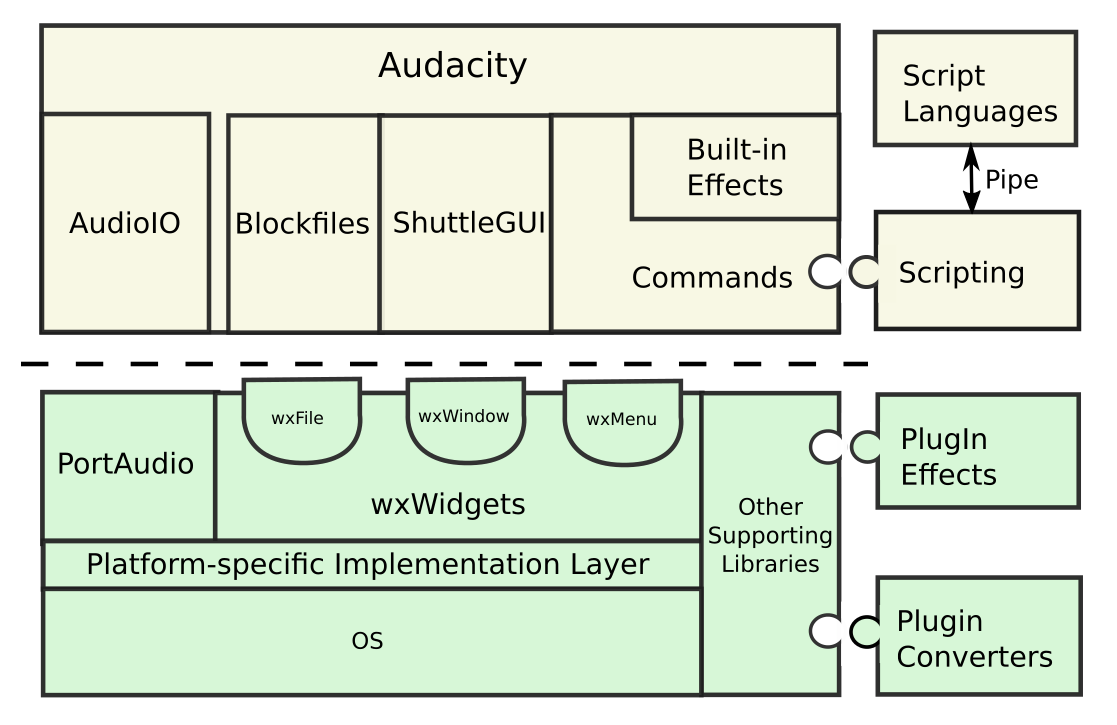 Audacity
Script
Languages
Built-in
Effects
Pipe
AudioIO
Blockfiles
ShuttleGUI
Commands
Scripting
wxFile
wxWindow
wxMenu
PortAudio
wxWidgets
PlugIn
Effects
Other
Supporting
Libraries
Platform-specific Implementation Layer
OS
Plugin
Converters